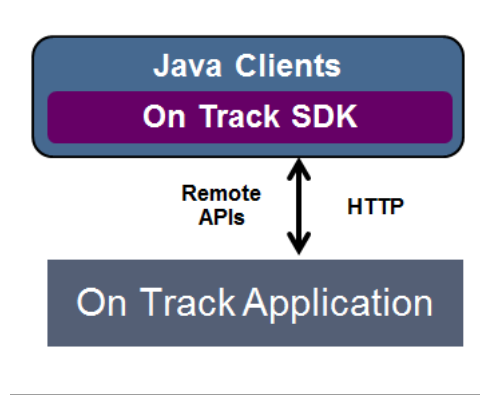 Java Clients
On Track SDK
Remote
APIs
HTTP
On Track Application